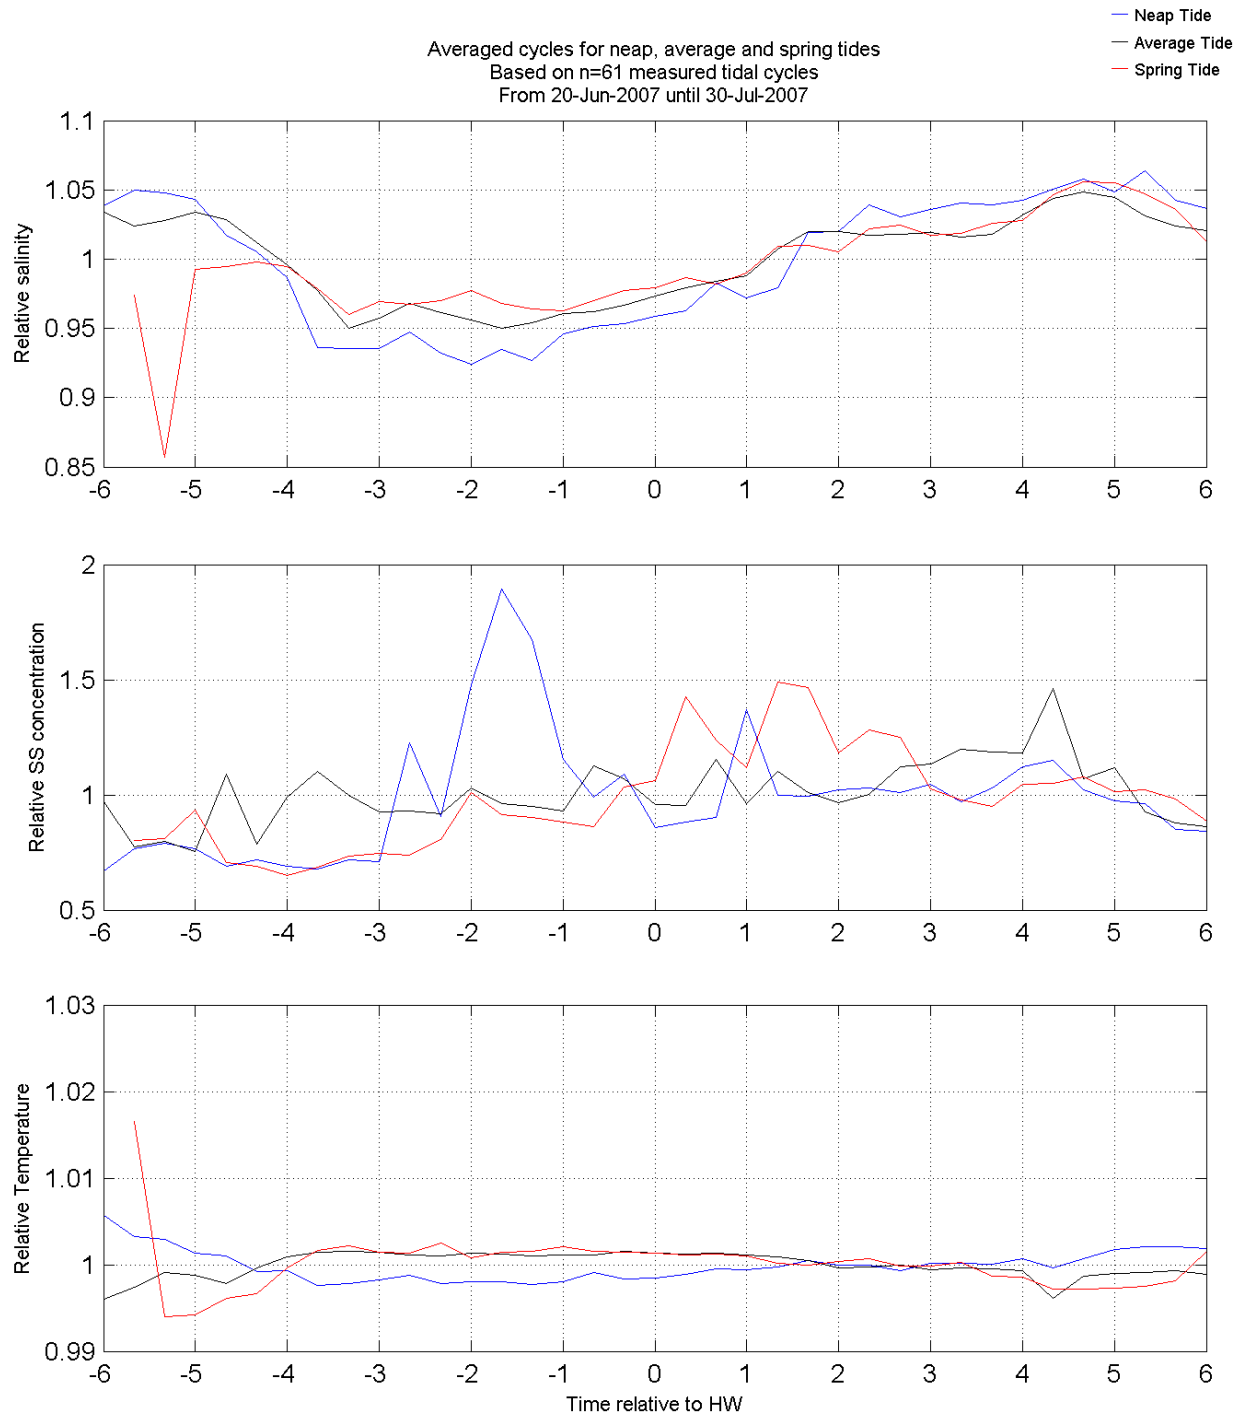 Neap Tide
Average Tide
Spring Tide
Averaged cycles for neap, average and spring tides
Based on n=61 measured tidal cycles
From 20-Jun-2007 until 30-Jul-2007
1.1
1.05
1
0.95
0.9
0.85
Relative salinity
-6 -5 -4 -3 -2 -1 0 1 2 3 4 5 6
2
1.5
1
0.5
Relative SS concentration
-6 -5 -4 -3 -2 -1 0 1 2 3 4 5 6
1.03
1.02
1.01
1
0.99
Relative Temperature
-6 -5 -4 -3 -2 -1 0 1 2 3 4 5 6
Time relative to HW